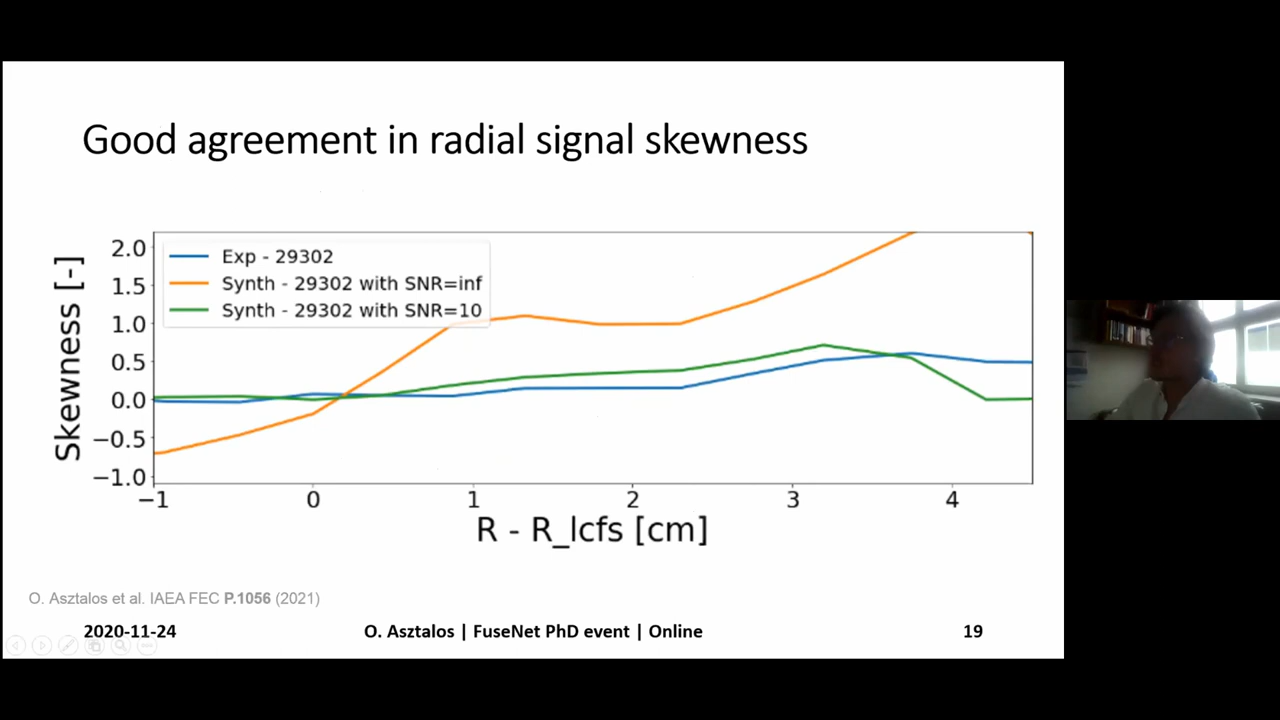 Good agreement in radial signal skewness
Exp - 29302
Synth - 29302 with SNR=inf
Synth - 29302 with SNR=10
Skewness [-]
2.0
1.5
1.0
0.5
0.0
−0.5
−1.0
−1 0 1 2 3 4
R - R_lcfs [cm]
O. Asztalos et al. IAEA FEC P.1056 (2021)
2020-11-24 O. Asztalos | FuseNet PhD event | Online 19